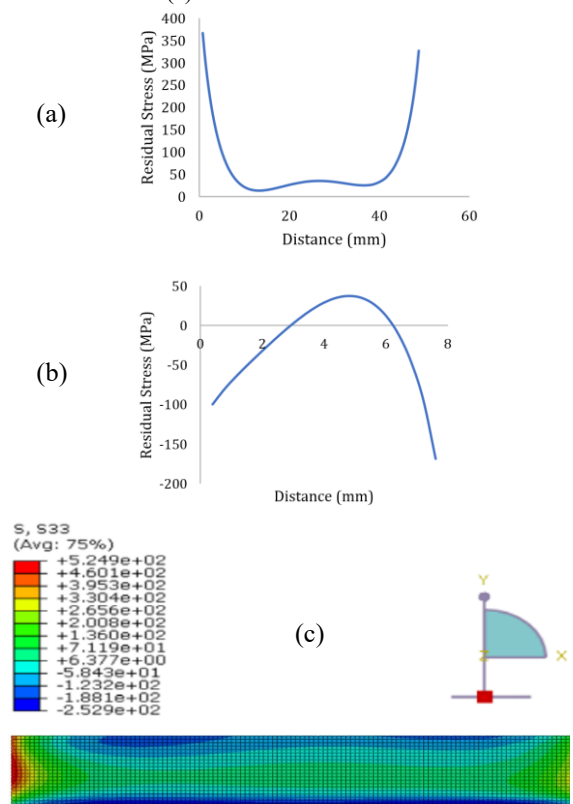 400
350
300
250
200
150
100
50
0
Residual Stress (MPa)
0 20 40 60
Distance (mm)
(a)
50
0
-50
-100
-150
-200
Residual Stress (MPa)
0 2 4 6 8
Distance (mm)
(b)
S, S33
(Avg: 75%)
+5.249e+02
+4.601e+02
+3.953e+02
+3.304e+02
+2.656e+02
+2.008e+02
+1.360e+02
+7.119e+01
+6.377e+00
-5.843e+01
-1.232e+02
-1.881e+02
-2.529e+02
(c)
Y
Z X